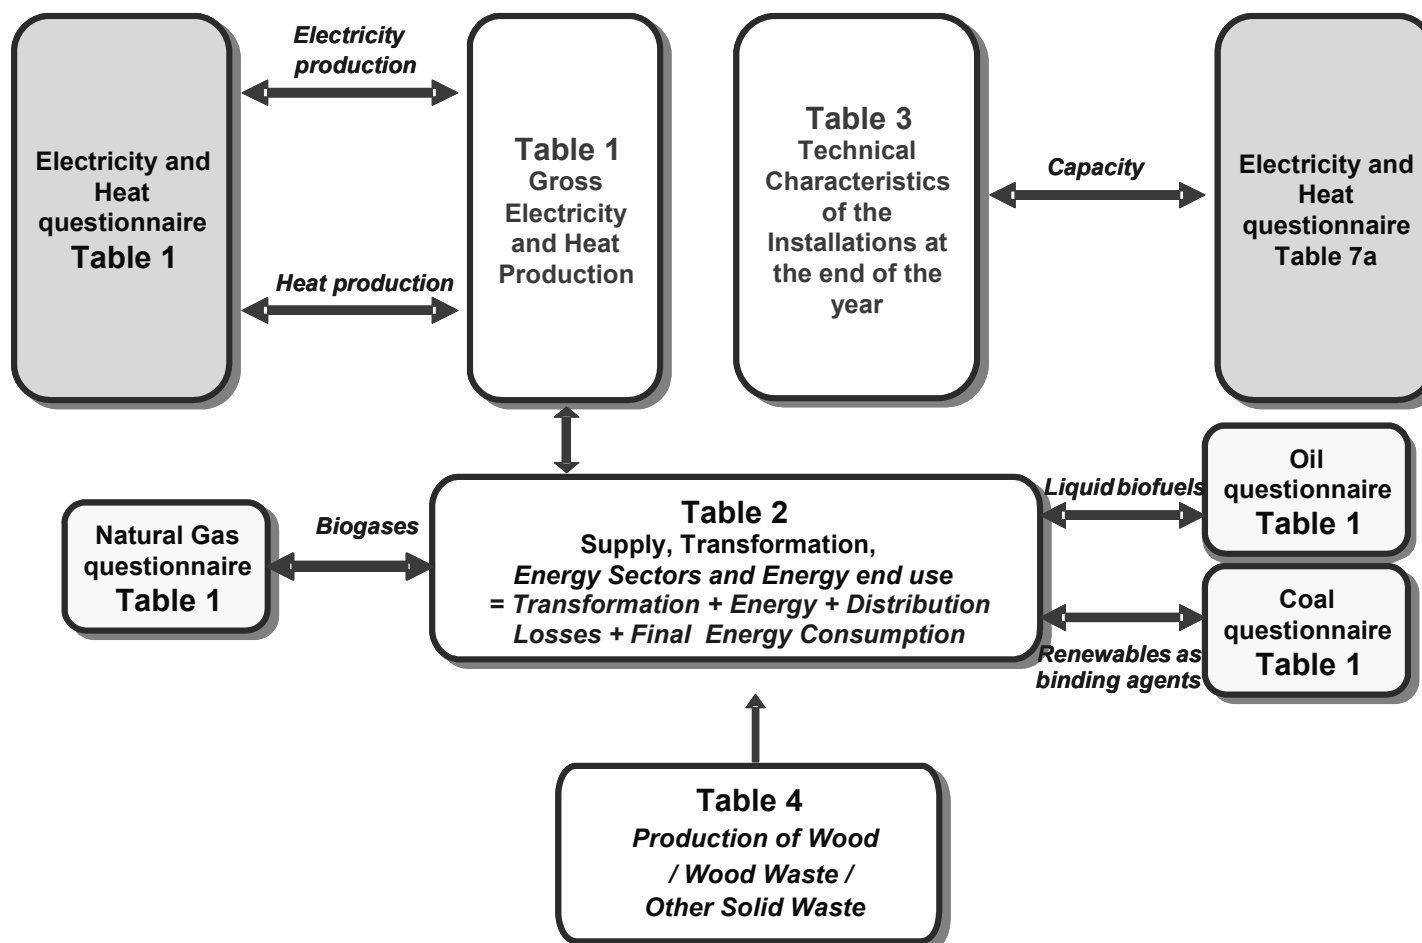 Electricity
production
Electricity and
Heat
questionnaire
Table 1
Heat production
Table 1
Gross
Electricity
and Heat
Production
Table 3
Technical
Characteristics
of the
Installations at
the end of the
year
Capacity
Electricity and
Heat
questionnaire
Table 7a
Natural Gas
questionnaire
Table 1
Biogases
Table 2
Supply, Transformation,
Energy Sectors and Energy end use
= Transformation + Energy + Distribution
Losses + Final Energy Consumption
Liquid biofuels
Oil
questionnaire
Table 1
Renewables as
binding agents
Coal
questionnaire
Table 1
Table 4
Production of Wood
/ Wood Waste /
Other Solid Waste